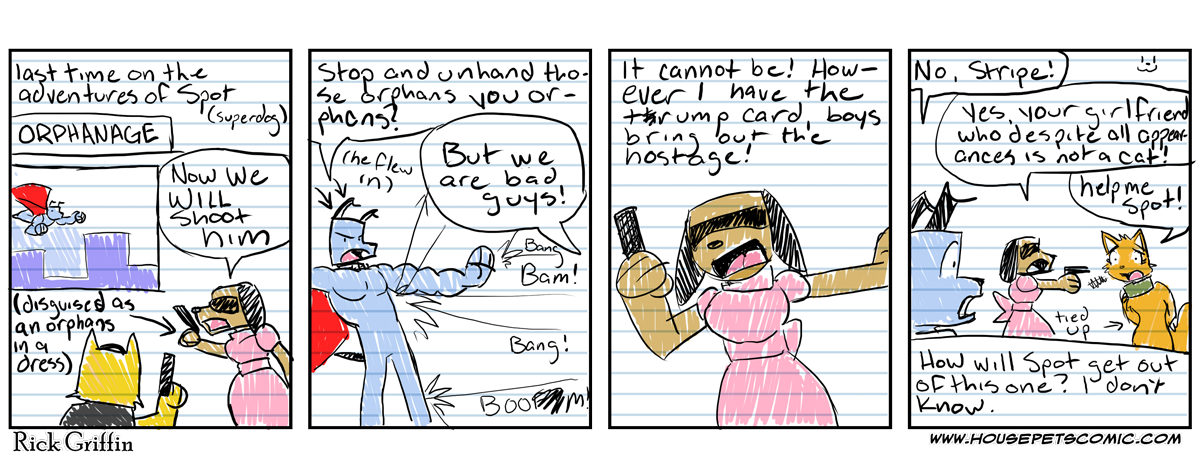 last time on the
adventures of Spot
(superdog)
ORPHANAGE
Now We
WILL
shoot
him
(disguised as
an orphans
in a
dress)
Stop and unhand tho-
se orphans you or-
phans?
(he flew
in)
But we
are bad
guys!
Bang
Bam!
Bang!
BOOM!
It cannot be! How-
ever I have the
trump card, boys
bring out the
hostage!
No, Stripe!
Yes, your girlfriend
who despite all appear-
ances is not a cat!
help me
Spot!
tied
up
How will Spot get out
of this one? I don't
know.
Rick Griffin
WWW.HOUSEPETSCOMIC.COM